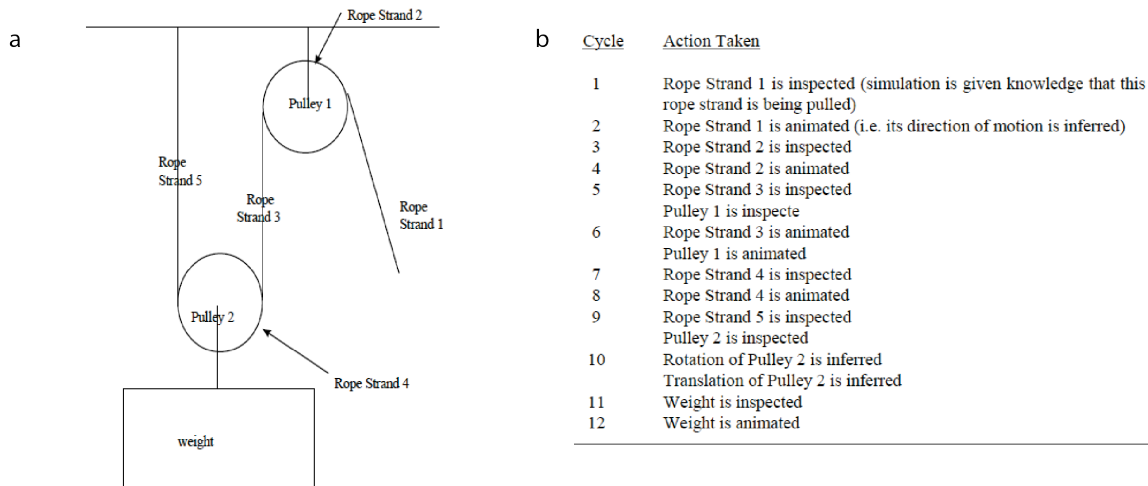 a
Rope Strand 2
Pulley 1
Rope
Strand 5
Rope
Strand 3
Rope
Strand 1
Pulley 2
Rope Strand 4
weight
b
Cycle Action Taken
1 Rope Strand 1 is inspected (simulation is given knowledge that this
rope strand is being pulled)
2 Rope Strand 1 is animated (i.e. its direction of motion is inferred)
3 Rope Strand 2 is inspected
4 Rope Strand 2 is animated
5 Rope Strand 3 is inspected
Pulley 1 is inspecte
6 Rope Strand 3 is animated
Pulley 1 is animated
7 Rope Strand 4 is inspected
8 Rope Strand 4 is animated
9 Rope Strand 5 is inspected
Pulley 2 is inspected
10 Rotation of Pulley 2 is inferred
Translation of Pulley 2 is inferred
11 Weight is inspected
12 Weight is animated